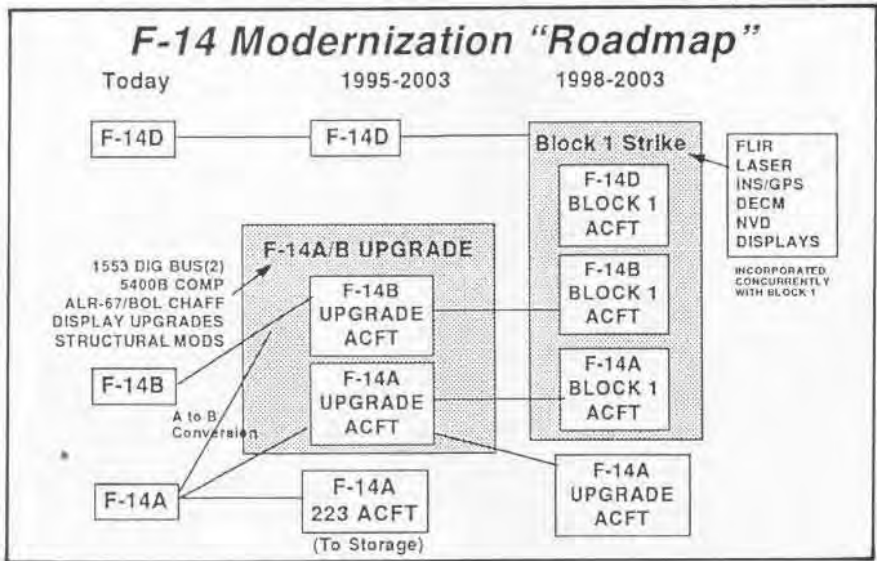 F-14 Modernization "Roadmap"
Today
1995-2003
1998-2003
F-14D
F-14D
Block 1 Strike
F-14D
BLOCK 1
ACFT
FLIR
LASER
INS/GPS
DECM
NVD
DISPLAYS
INCORPORATED
CONCURRENTLY
WITH BLOCK 1
F-14A/B UPGRADE
1553 DIG BUS(2)
5400B COMP
ALR-67/BOL CHAFF
DISPLAY UPGRADES
STRUCTURAL MODS
F-14B
UPGRADE
ACFT
F-14B
BLOCK 1
ACFT
F-14B
A to B
Conversion
F-14A
UPGRADE
ACFT
F-14A
BLOCK 1
ACFT
F-14A
F-14A
223 ACFT
(To Storage)
F-14A
UPGRADE
ACFT